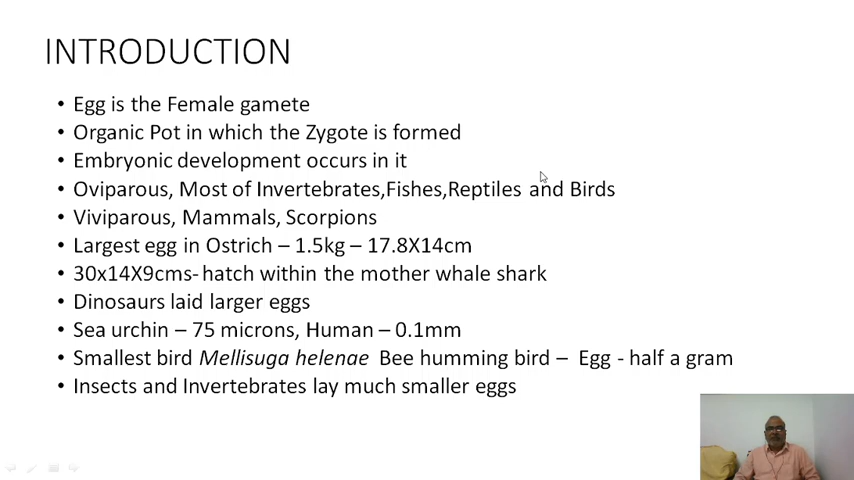 INTRODUCTION
• Egg is the Female gamete
• Organic Pot in which the Zygote is formed
• Embryonic development occurs in it
• Oviparous, Most of Invertebrates,Fishes,Reptiles and Birds
• Viviparous, Mammals, Scorpions
• Largest egg in Ostrich – 1.5kg – 17.8X14cm
• 30x14X9cms- hatch within the mother whale shark
• Dinosaurs laid larger eggs
• Sea urchin – 75 microns, Human – 0.1mm
• Smallest bird Mellisuga helenae Bee humming bird – Egg - half a gram
• Insects and Invertebrates lay much smaller eggs